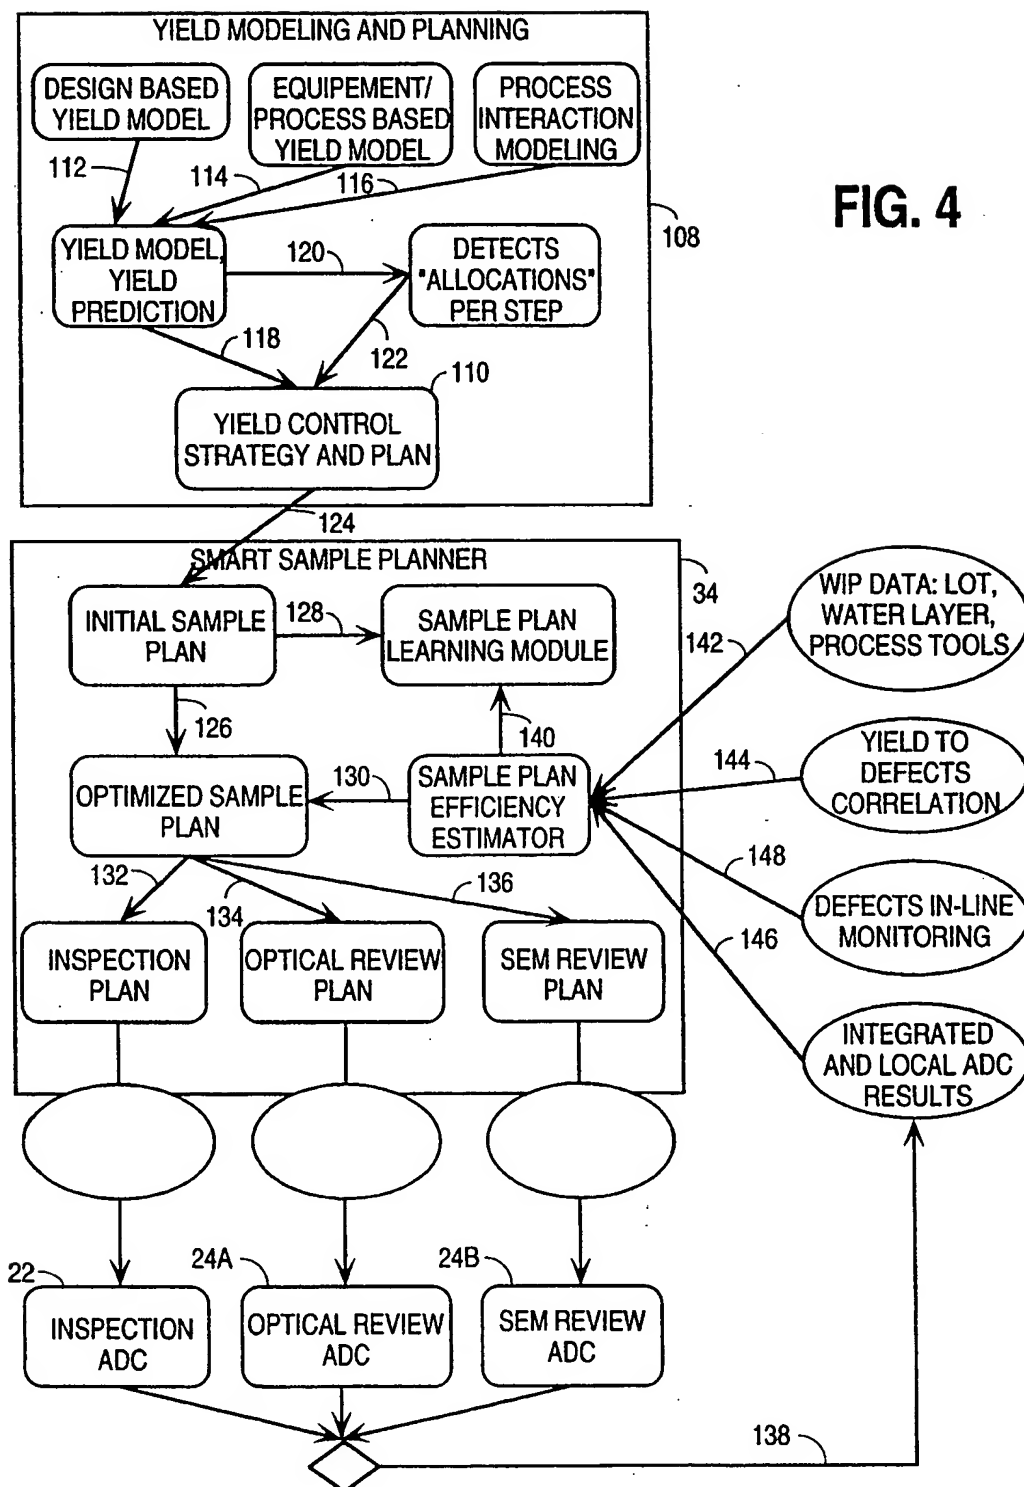 YIELD MODELING AND PLANNING
DESIGN BASED
YIELD MODEL
EQUIPEMENT/
PROCESS BASED
YIELD MODEL
PROCESS
INTERACTION
MODELING
112
114
116
FIG. 4
108
YIELD MODEL,
YIELD
PREDICTION
120
DETECTS
"ALLOCATIONS"
PER STEP
118
122
110
YIELD CONTROL
STRATEGY AND PLAN
124
SMART SAMPLE PLANNER
34
INITIAL SAMPLE
PLAN
128
SAMPLE PLAN
LEARNING MODULE
142
WIP DATA: LOT,
WATER LAYER,
PROCESS TOOLS
126
140
OPTIMIZED SAMPLE
PLAN
130
SAMPLE PLAN
EFFICIENCY
ESTIMATOR
144
YIELD TO
DEFECTS
CORRELATION
132
134
136
148
DEFECTS IN-LINE
MONITORING
146
INSPECTION
PLAN
OPTICAL REVIEW
PLAN
SEM REVIEW
PLAN
INTEGRATED
AND LOCAL ADC
RESULTS
22
24A
24B
INSPECTION
ADC
OPTICAL REVIEW
ADC
SEM REVIEW
ADC
138